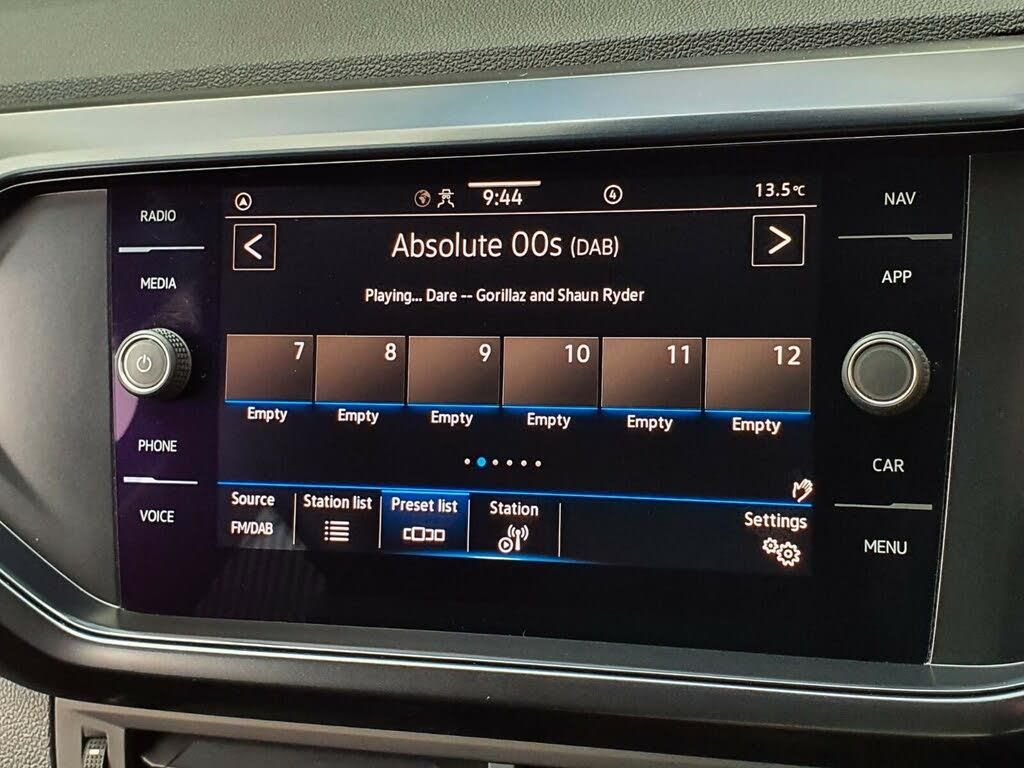 9:44
4
13.5°C
RADIO
NAV
Absolute 00s (DAB)
MEDIA
APP
Playing... Dare -- Gorillaz and Shaun Ryder
7 8 9 10 11 12
Empty Empty Empty Empty Empty Empty
PHONE
CAR
Source Station list Preset list Station Settings
FM/DAB
VOICE
MENU